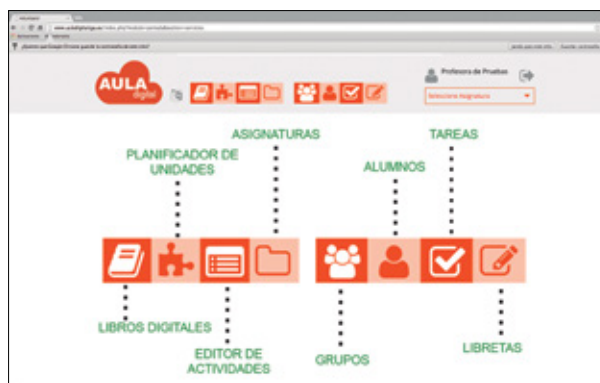 AULA
digital
Profesora de Pruebas
Seleccione Asignatura
ASIGNATURAS
TAREAS
PLANIFICADOR DE
UNIDADES
ALUMNOS
LIBROS DIGITALES
EDITOR DE
ACTIVIDADES
GRUPOS
LIBRETAS